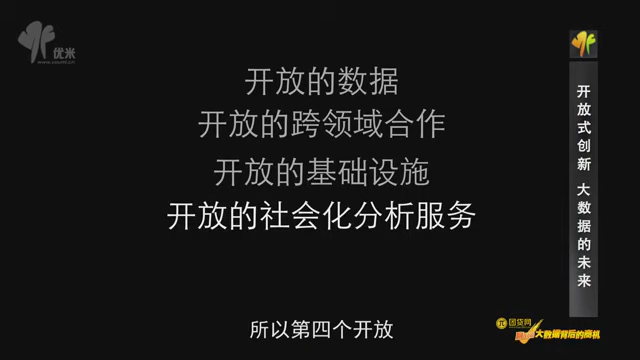 优米
开放的数据
开放的跨领域合作
开放的基础设施
开放的社会化分析服务
开放式创新 大数据的未来
所以第四个开放
团贷网
大数据背后的商机